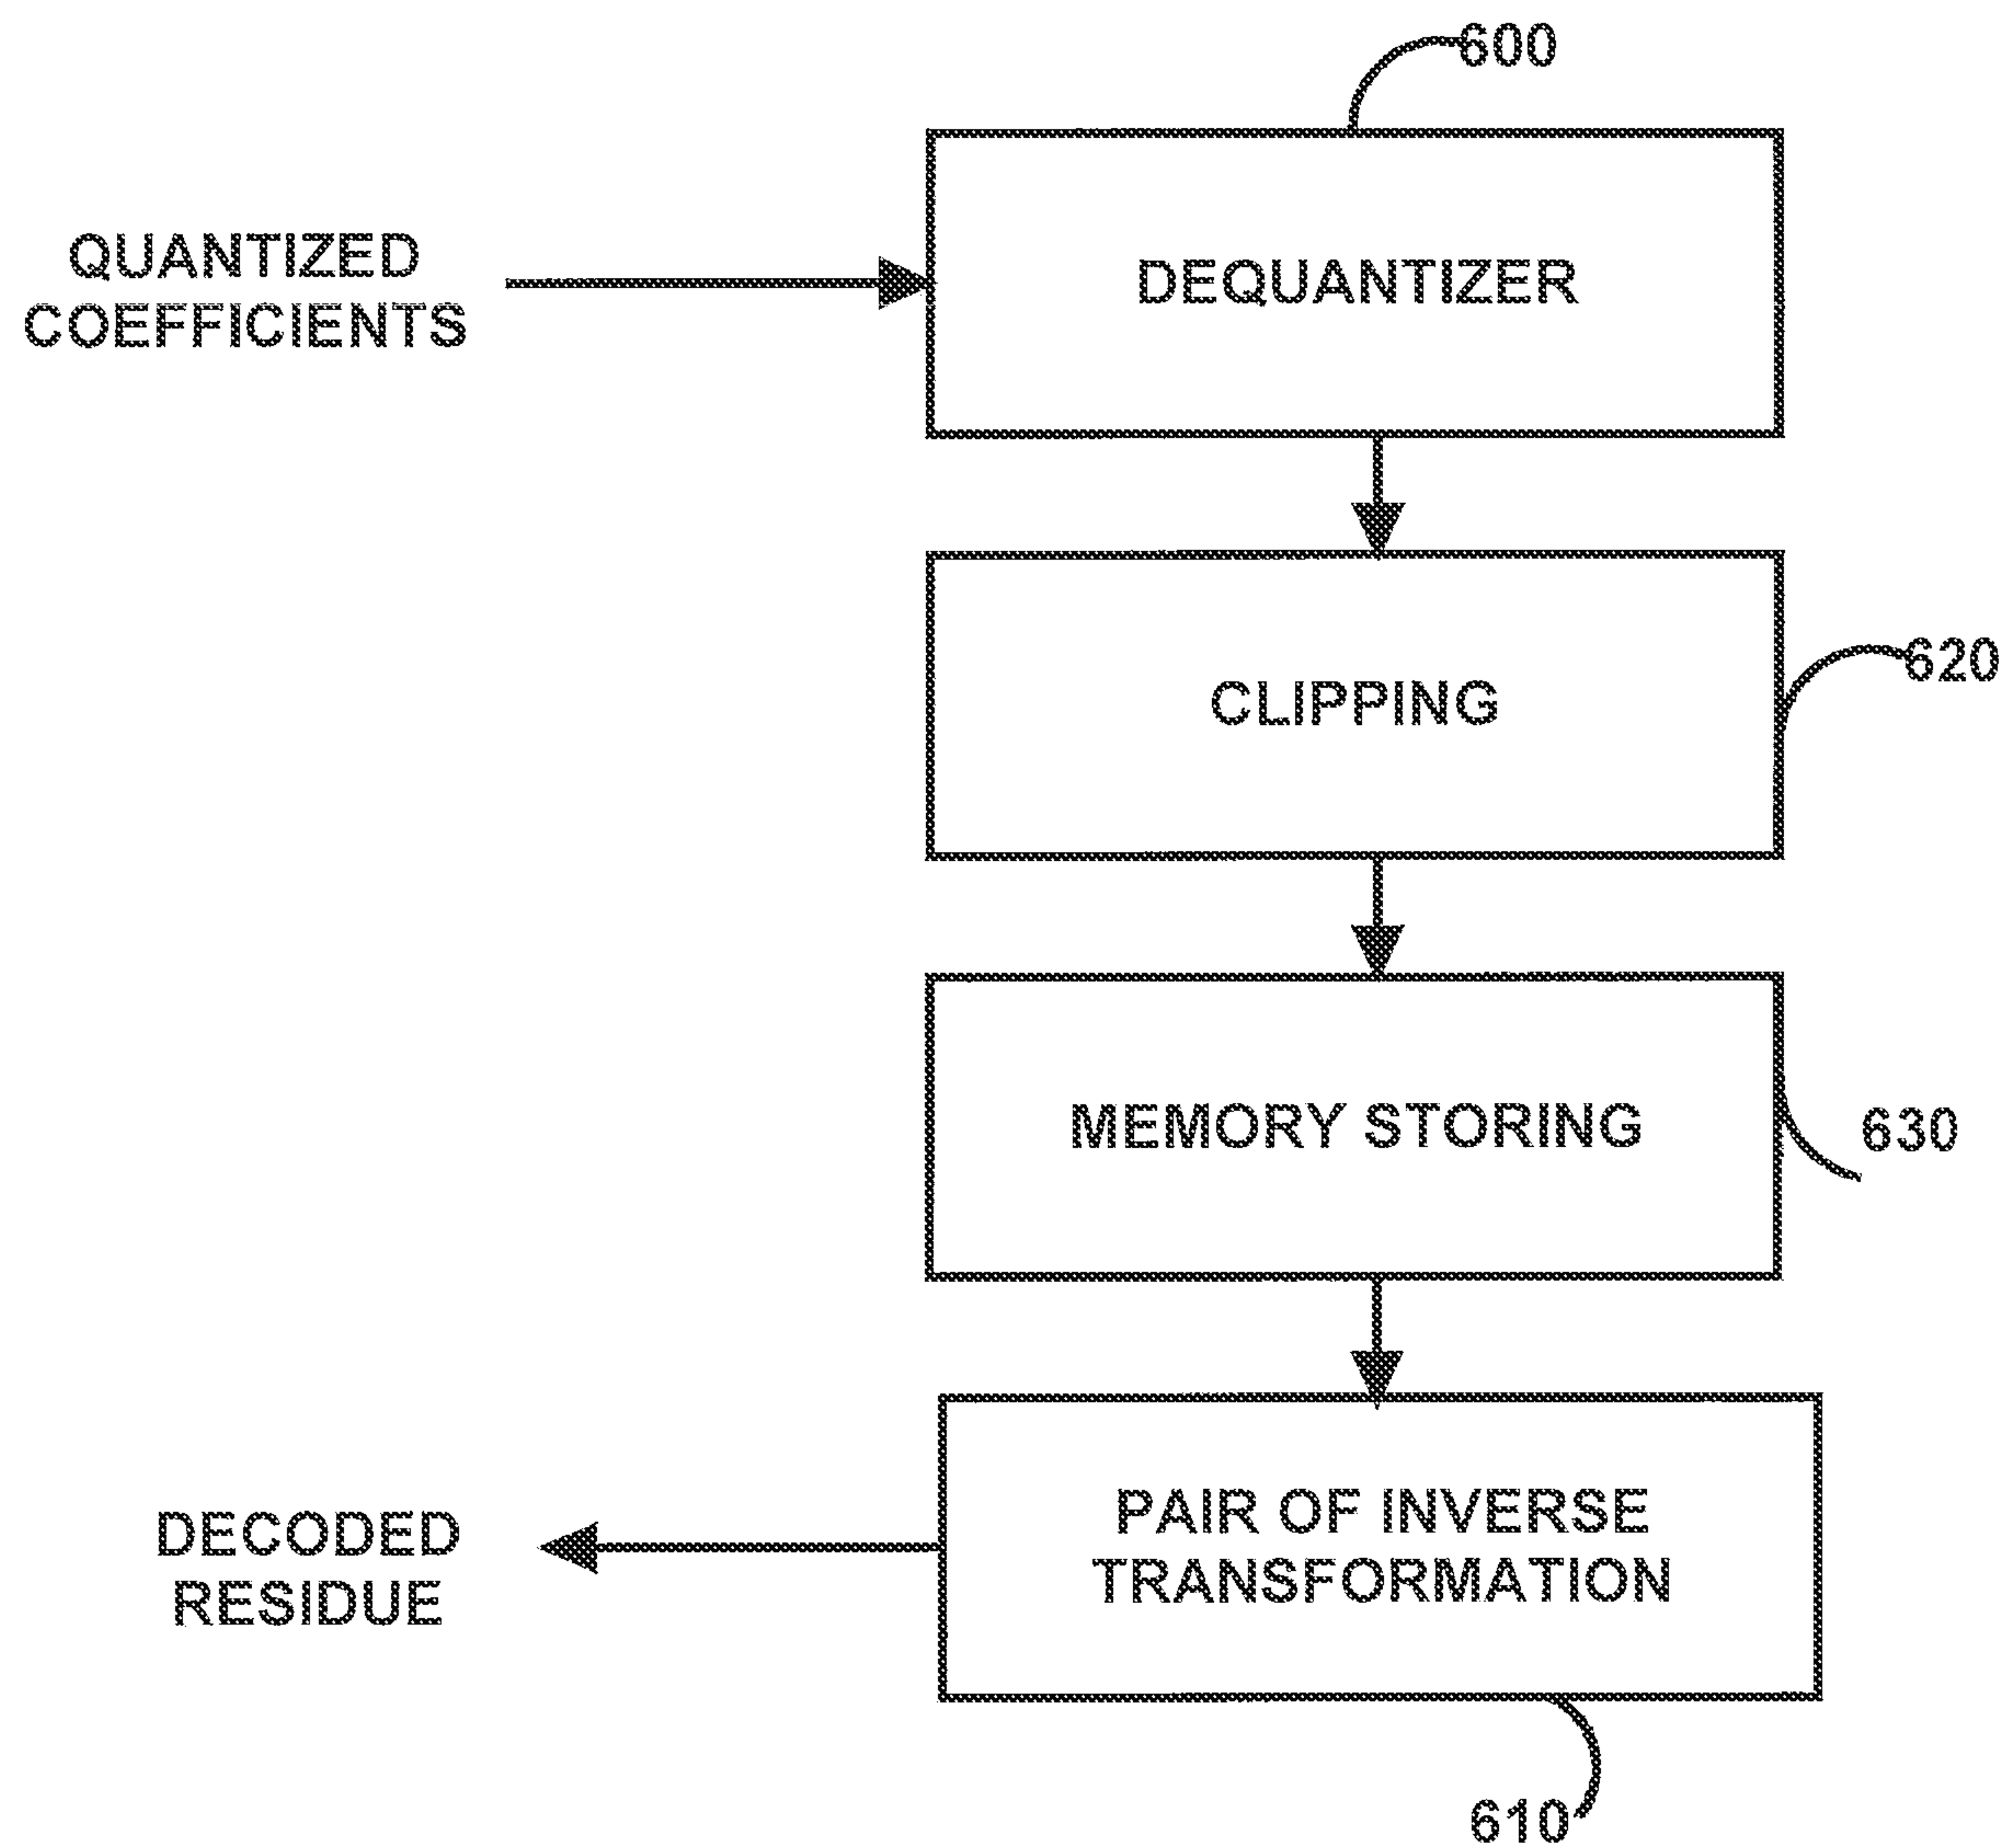 600
QUANTIZED
COEFFICIENTS
DEQUANTIZER
CLIPPING
620
MEMORY STORING
630
PAIR OF INVERSE
TRANSFORMATION
DECODED
RESIDUE
610